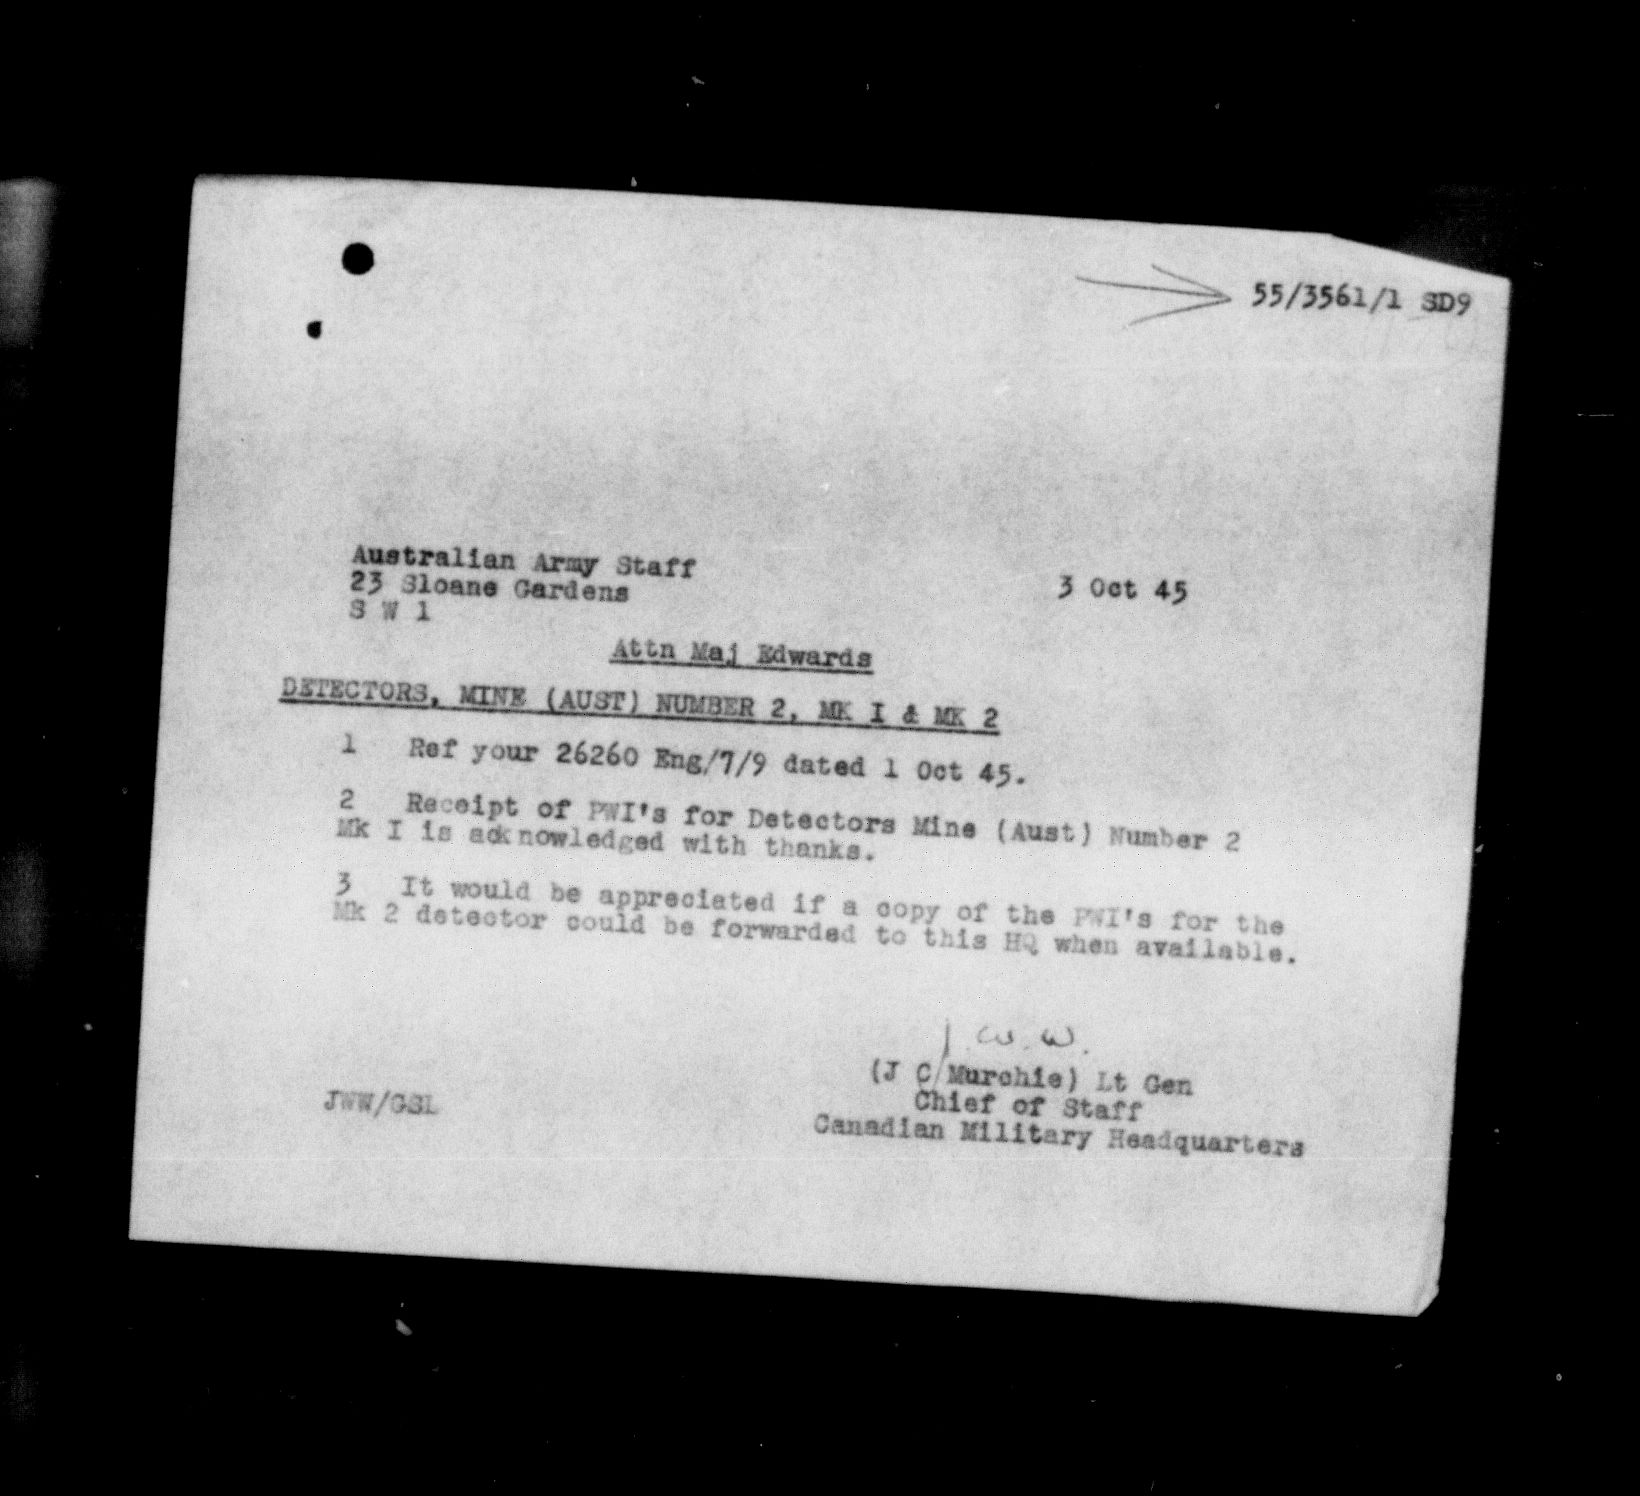 55/3561/1 SD9
Australian Army Staff
23 Sloane Gardens
S W 1
3 Oct 45
Attn Maj Edwards
DETECTORS, MINE (AUST) NUMBER 2, MK I & MK 2
1 Ref your 26260 Eng/7/9 dated 1 Oct 45.
2 Receipt of PWI's for Detectors Mine (Aust) Number 2
Mk I is acknowledged with thanks.
3 It would be appreciated if a copy of the PWI's for the
Mk 2 detector could be forwarded to this HQ when available.
J. W. W.
(J C Murchie) Lt Gen
Chief of Staff
Canadian Military Headquarters
JWW/GSL